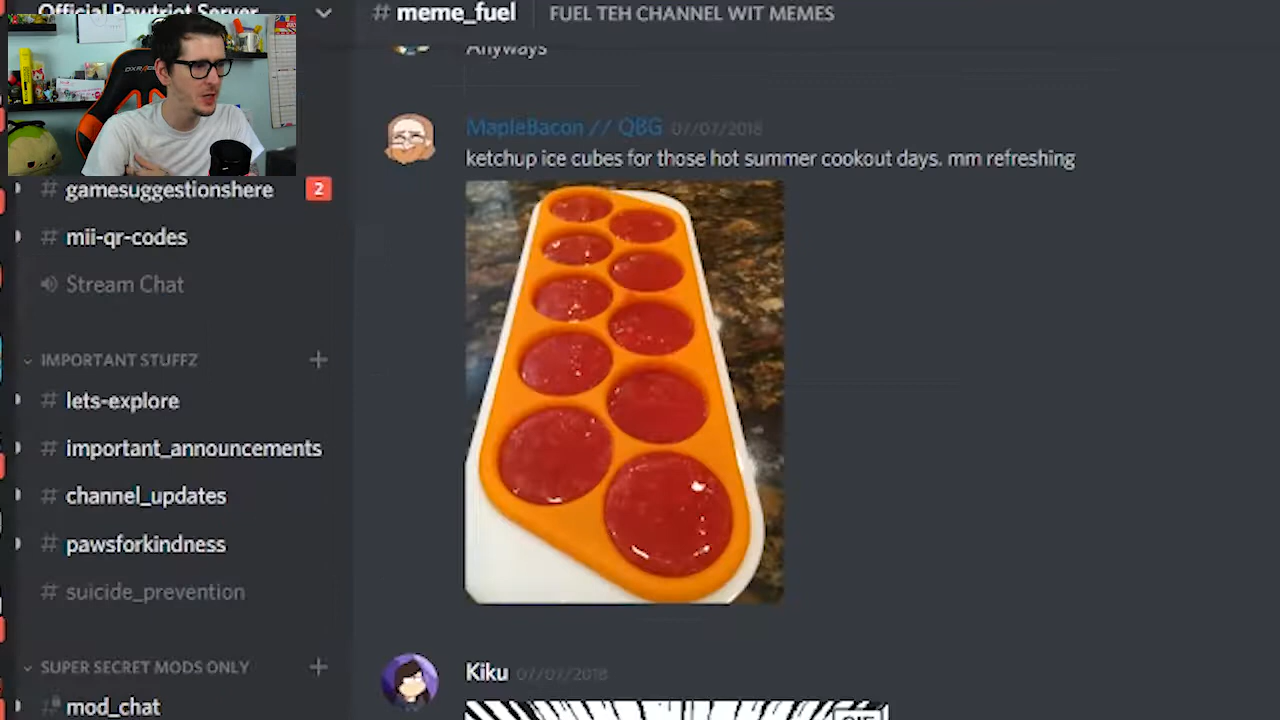 Official Pawtriot Server
# meme_fuel
FUEL TEH CHANNEL WIT MEMES
Anyways
MapleBacon // QBG 07/07/2018
ketchup ice cubes for those hot summer cookout days. mm refreshing
# gamesuggestionshere 2
# mii-qr-codes
Stream Chat
IMPORTANT STUFFZ +
# lets-explore
# important_announcements
# channel_updates
# pawsforkindness
# suicide_prevention
SUPER SECRET MODS ONLY +
# mod_chat
Kiku 07/07/2018
GIF